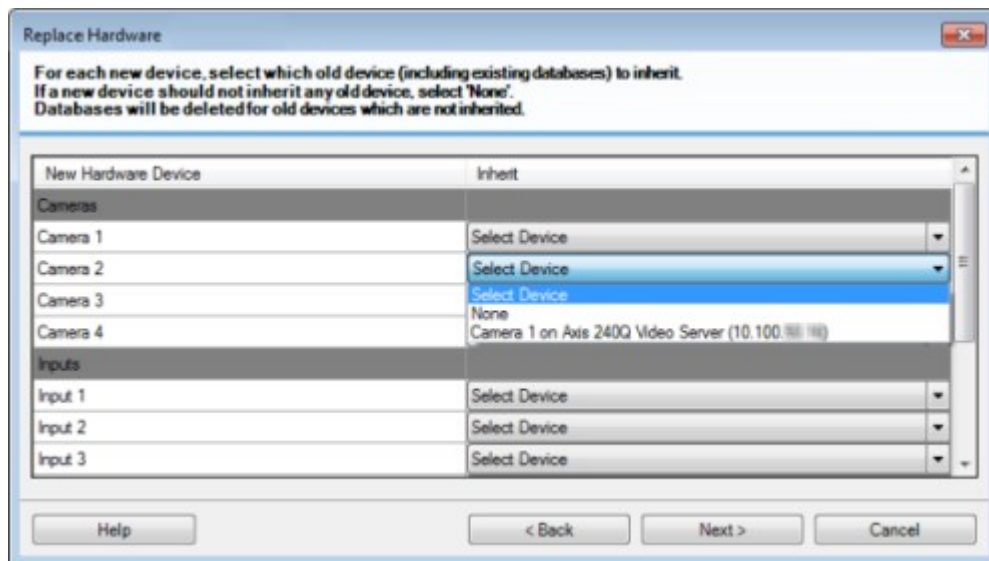 Replace Hardware
For each new device, select which old device (including existing databases) to inherit.
If a new device should not inherit any old device, select 'None'.
Databases will be deleted for old devices which are not inherited.
New Hardware Device Inherit
Cameras
Camera 1 Select Device
Camera 2 Select Device
Select Device
Camera 3
None
Camera 4 Camera 1 on Axis 240Q Video Server (10.100.
Inputs
Input 1 Select Device
Input 2 Select Device
Input 3 Select Device
Help < Back Next > Cancel